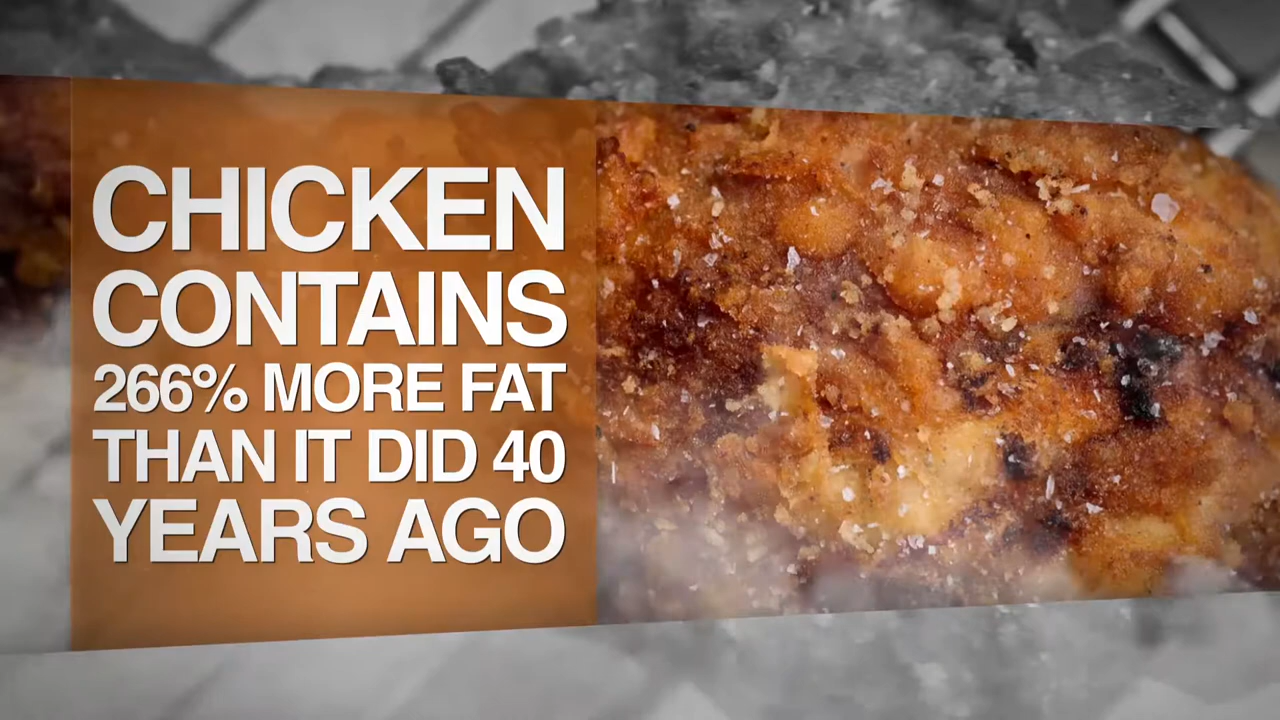 CHICKEN
CONTAINS
266% MORE FAT
THAN IT DID 40
YEARS AGO